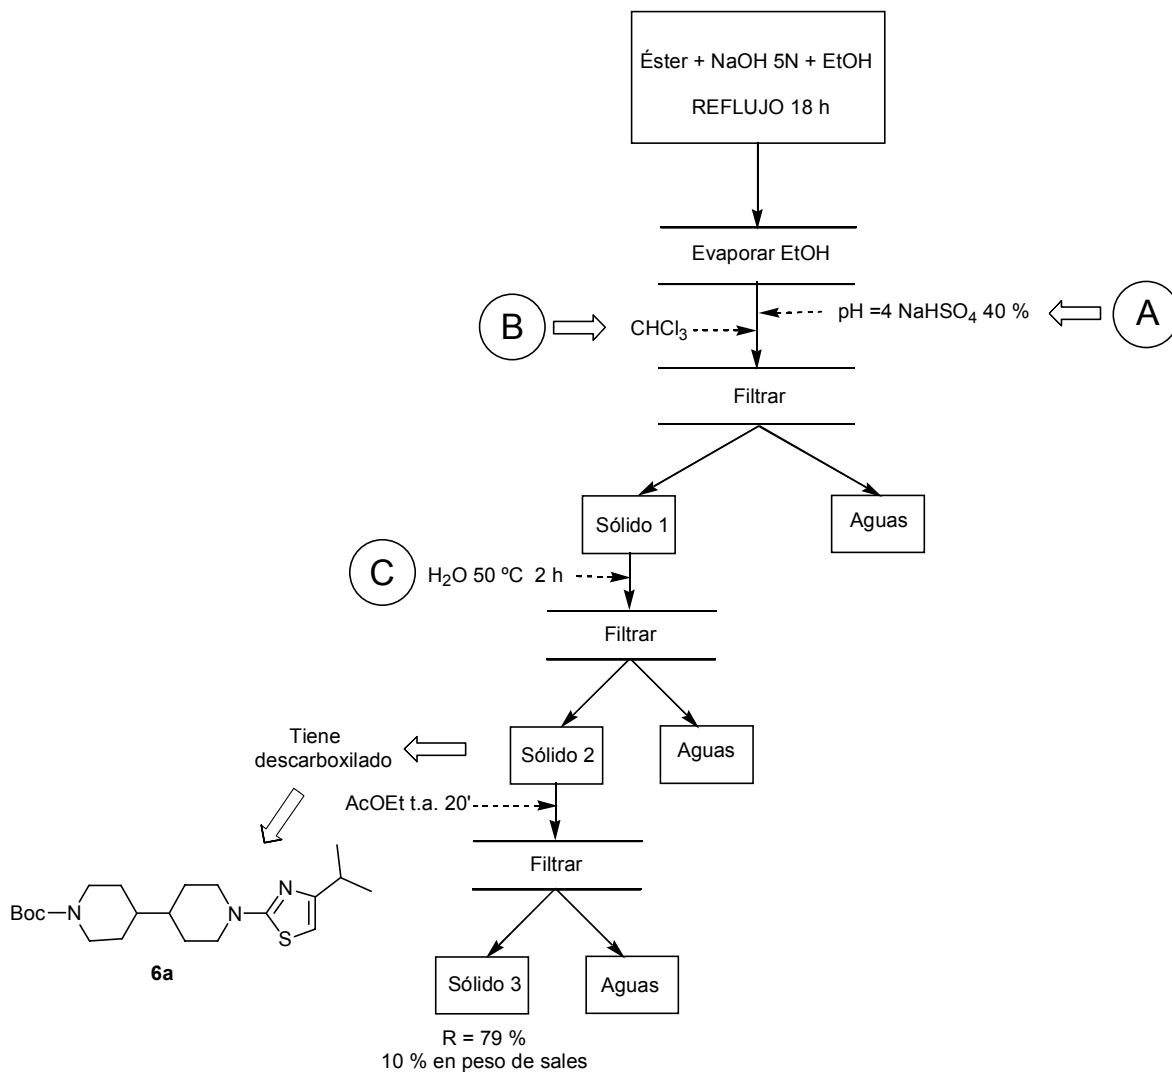 Éster + NaOH 5N + EtOH
REFLUJO 18 h
Evaporar EtOH
B
CHCl3
pH =4 NaHSO4 40 %
A
Filtrar
Sólido 1
Aguas
C
H2O 50 ºC 2 h
Filtrar
Tiene
descarboxilado
Sólido 2
Aguas
AcOEt t.a. 20'
Filtrar
Boc
N
N
N
S
6a
Sólido 3
Aguas
R = 79 %
10 % en peso de sales